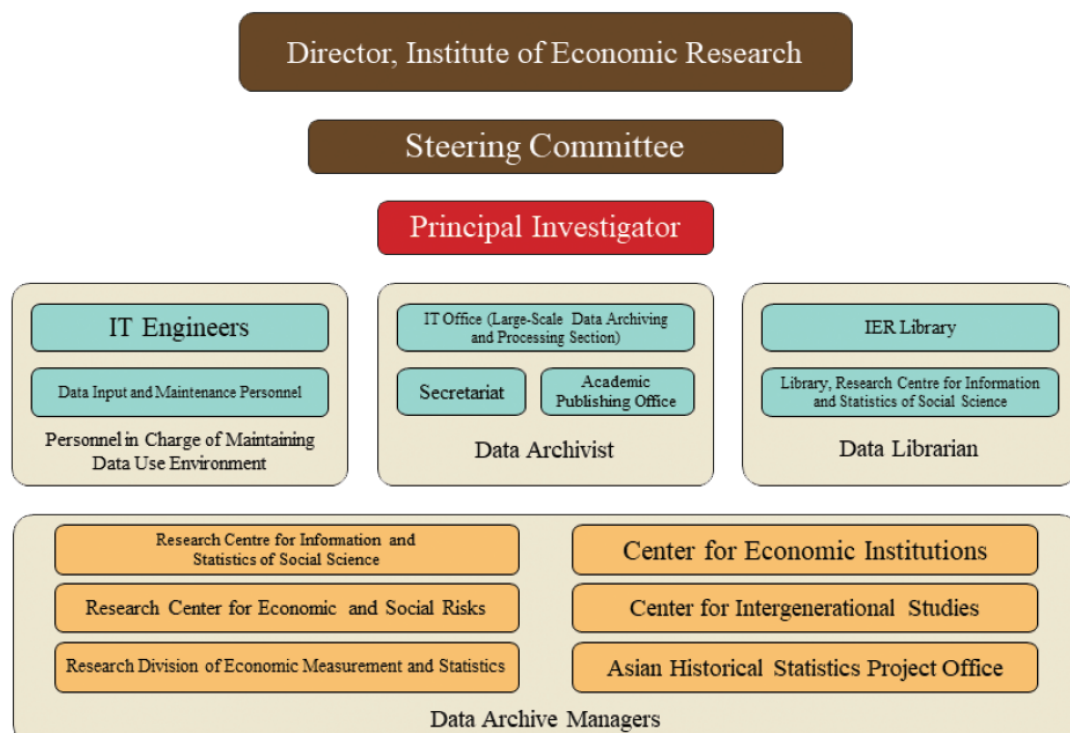 Director, Institute of Economic Research
Steering Committee
Principal Investigator
IT Engineers
Data Input and Maintenance Personnel
Personnel in Charge of Maintaining
Data Use Environment
IT Office (Large-Scale Data Archiving
and Processing Section)
Secretariat
Academic
Publishing Office
Data Archivist
IER Library
Library, Research Centre for Information
and Statistics of Social Science
Data Librarian
Research Centre for Information and
Statistics of Social Science
Research Center for Economic and Social Risks
Research Division of Economic Measurement and Statistics
Center for Economic Institutions
Center for Intergenerational Studies
Asian Historical Statistics Project Office
Data Archive Managers